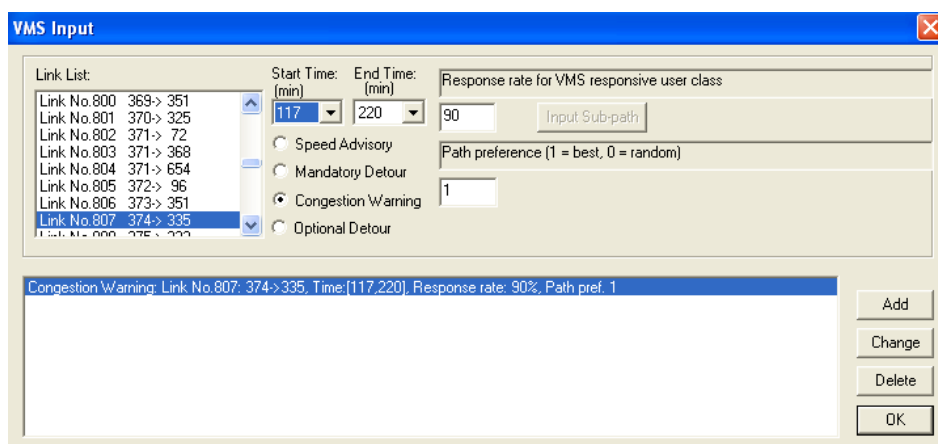 VMS Input
Link List:
Link No.800 369-> 351
Link No.801 370-> 325
Link No.802 371-> 72
Link No.803 371-> 368
Link No.804 371-> 654
Link No.805 372-> 96
Link No.806 373-> 351
Link No.807 374-> 335
Start Time:
(min)
117
End Time:
(min)
220
Speed Advisory
Mandatory Detour
Congestion Warning
Optional Detour
Response rate for VMS responsive user class
90
Input Sub-path
Path preference (1 = best, 0 = random)
1
Congestion Warning: Link No.807: 374->335, Time:[117,220], Response rate: 90%, Path pref. 1
Add
Change
Delete
OK